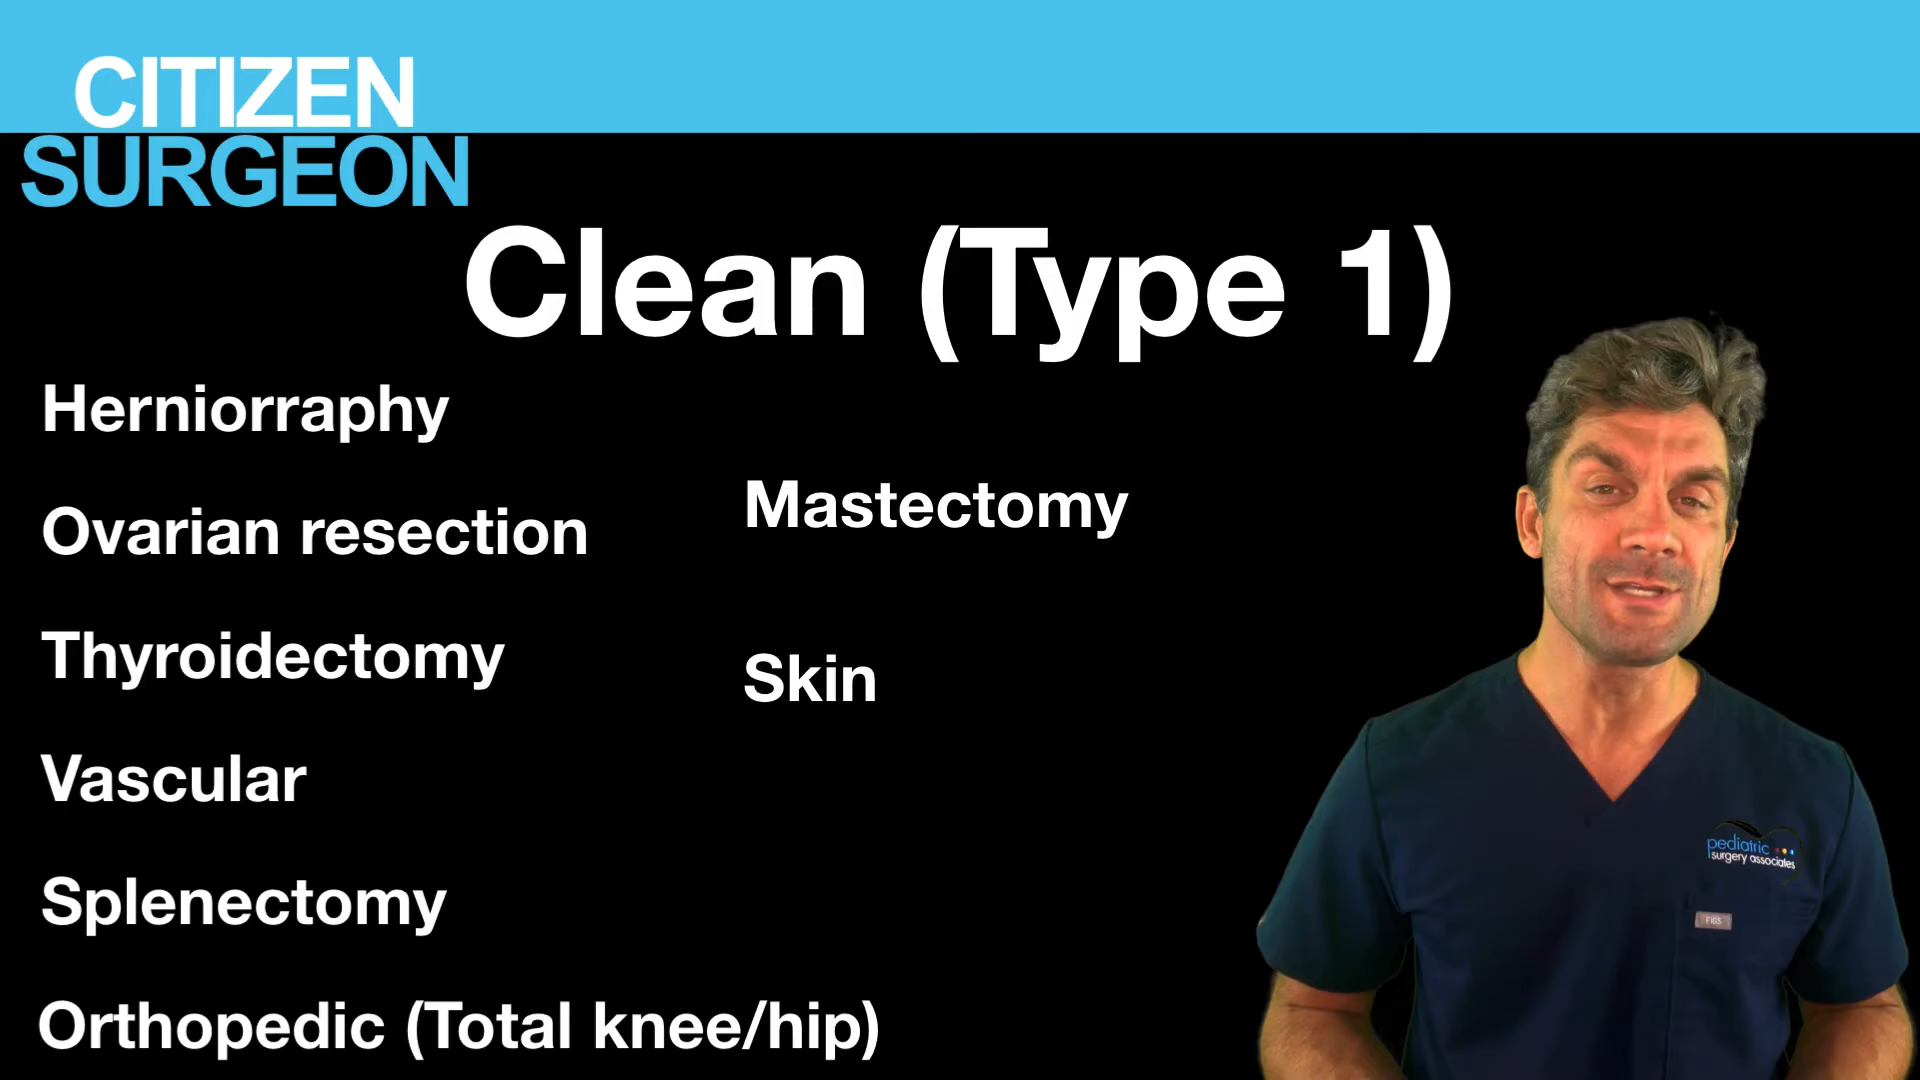 CITIZEN
SURGEON
Clean (Type 1)
Herniorraphy
Ovarian resection
Thyroidectomy
Vascular
Splenectomy
Orthopedic (Total knee/hip)
Mastectomy
Skin
pediatric
surgery associates
FIGS